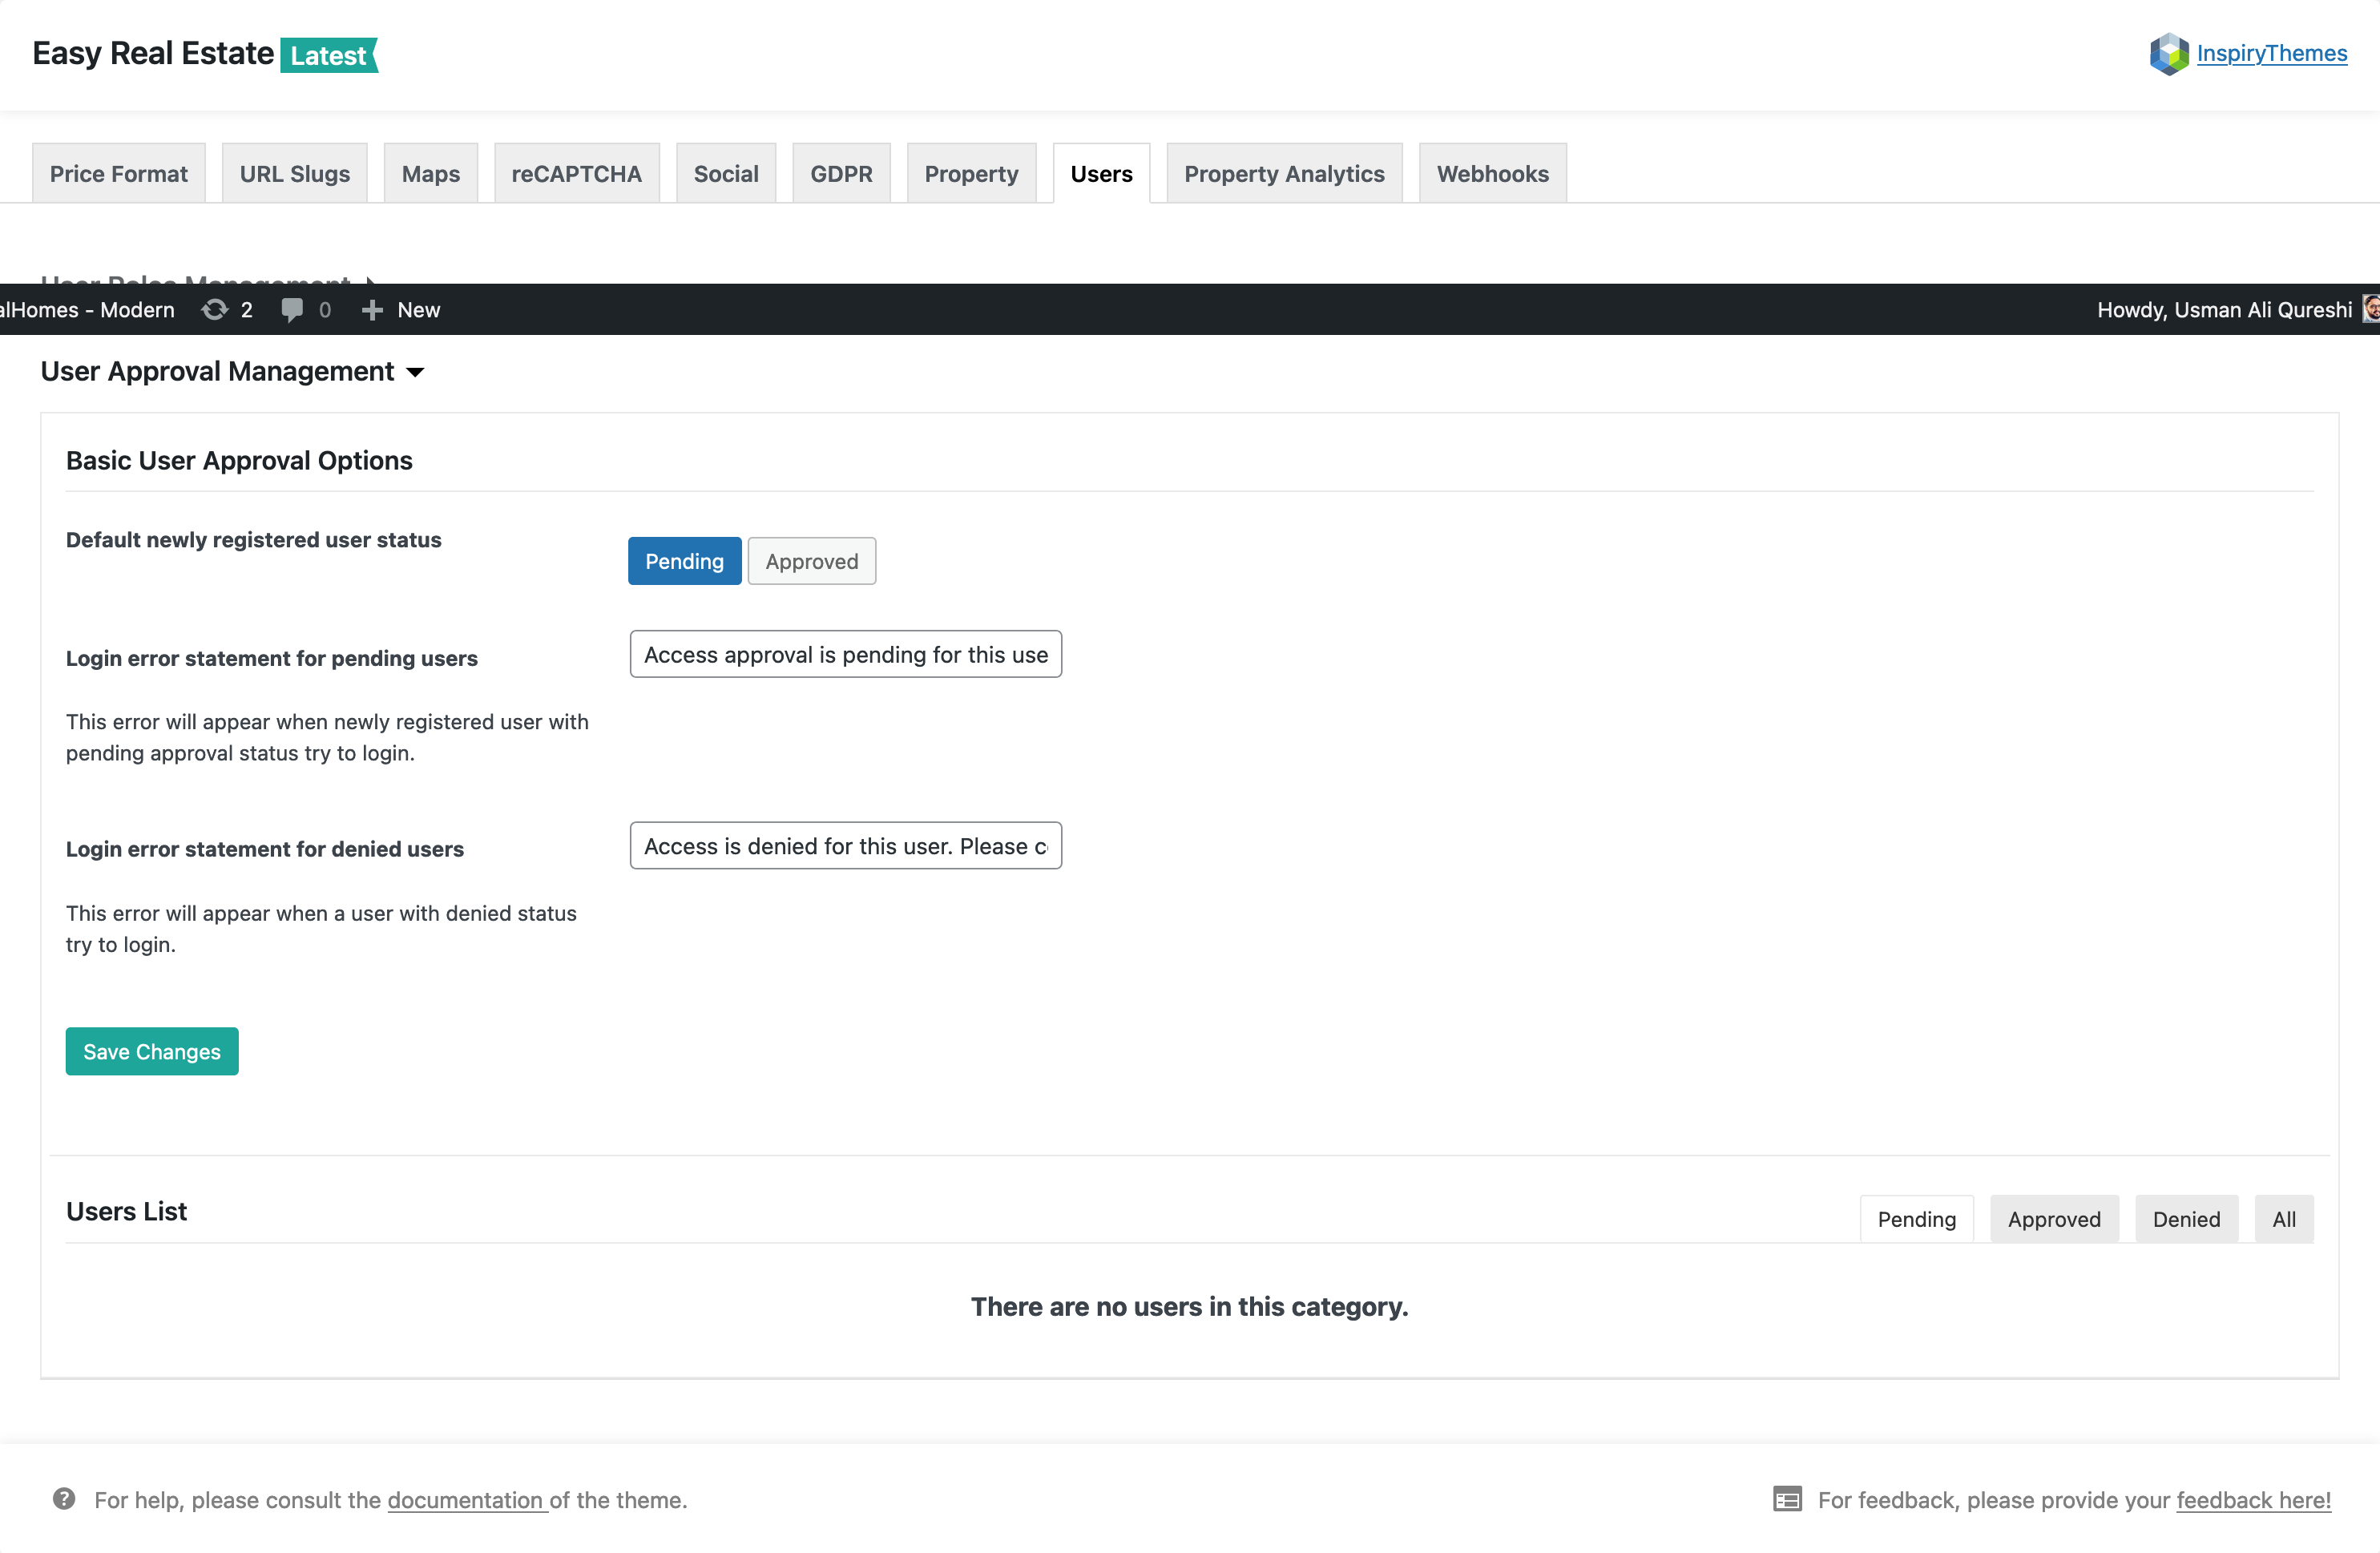 Easy Real Estate Latest
InspiryThemes
Price Format URL Slugs Maps reCAPTCHA Social GDPR Property Users Property Analytics Webhooks
User Roles Management
alHomes - Modern 2 0 New Howdy, Usman Ali Qureshi
User Approval Management
Basic User Approval Options
Default newly registered user status
Pending Approved
Login error statement for pending users
Access approval is pending for this use
This error will appear when newly registered user with
pending approval status try to login.
Login error statement for denied users
Access is denied for this user. Please c
This error will appear when a user with denied status
try to login.
Save Changes
Users List
Pending Approved Denied All
There are no users in this category.
For help, please consult the documentation of the theme.
For feedback, please provide your feedback here!